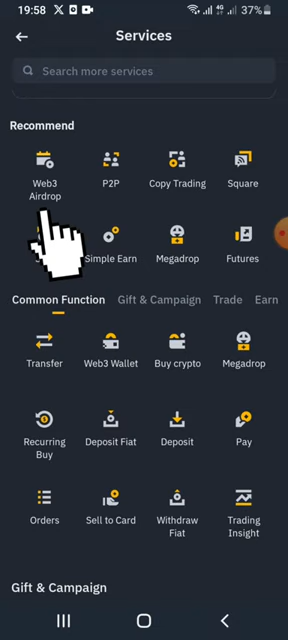 19:58
4G
37%
Services
Search more services
Recommend
Web3 Airdrop
P2P
Copy Trading
Square
Simple Earn
Megadrop
Futures
Common Function
Gift & Campaign
Trade
Earn
Transfer
Web3 Wallet
Buy crypto
Megadrop
Recurring Buy
Deposit Fiat
Deposit
Pay
Orders
Sell to Card
Withdraw Fiat
Trading Insight
Gift & Campaign